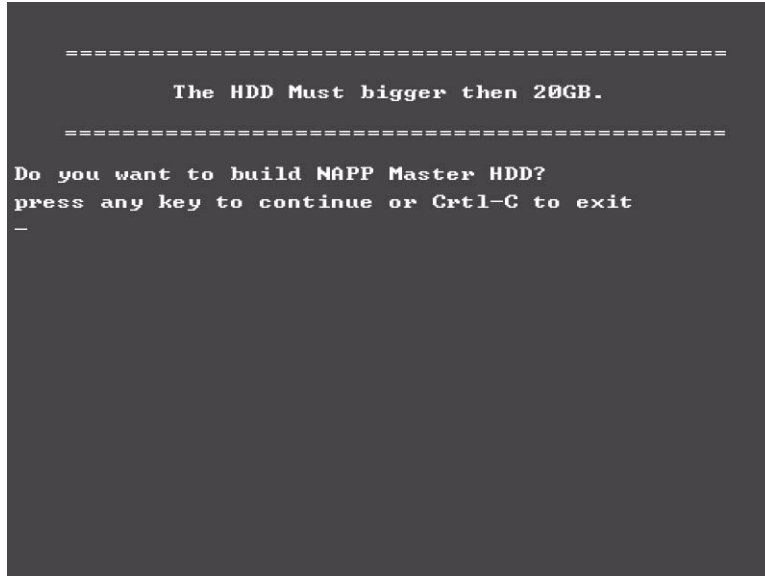 ==============================================
The HDD Must bigger then 20GB.
==============================================
Do you want to build NAPP Master HDD?
press any key to continue or Crtl-C to exit
_